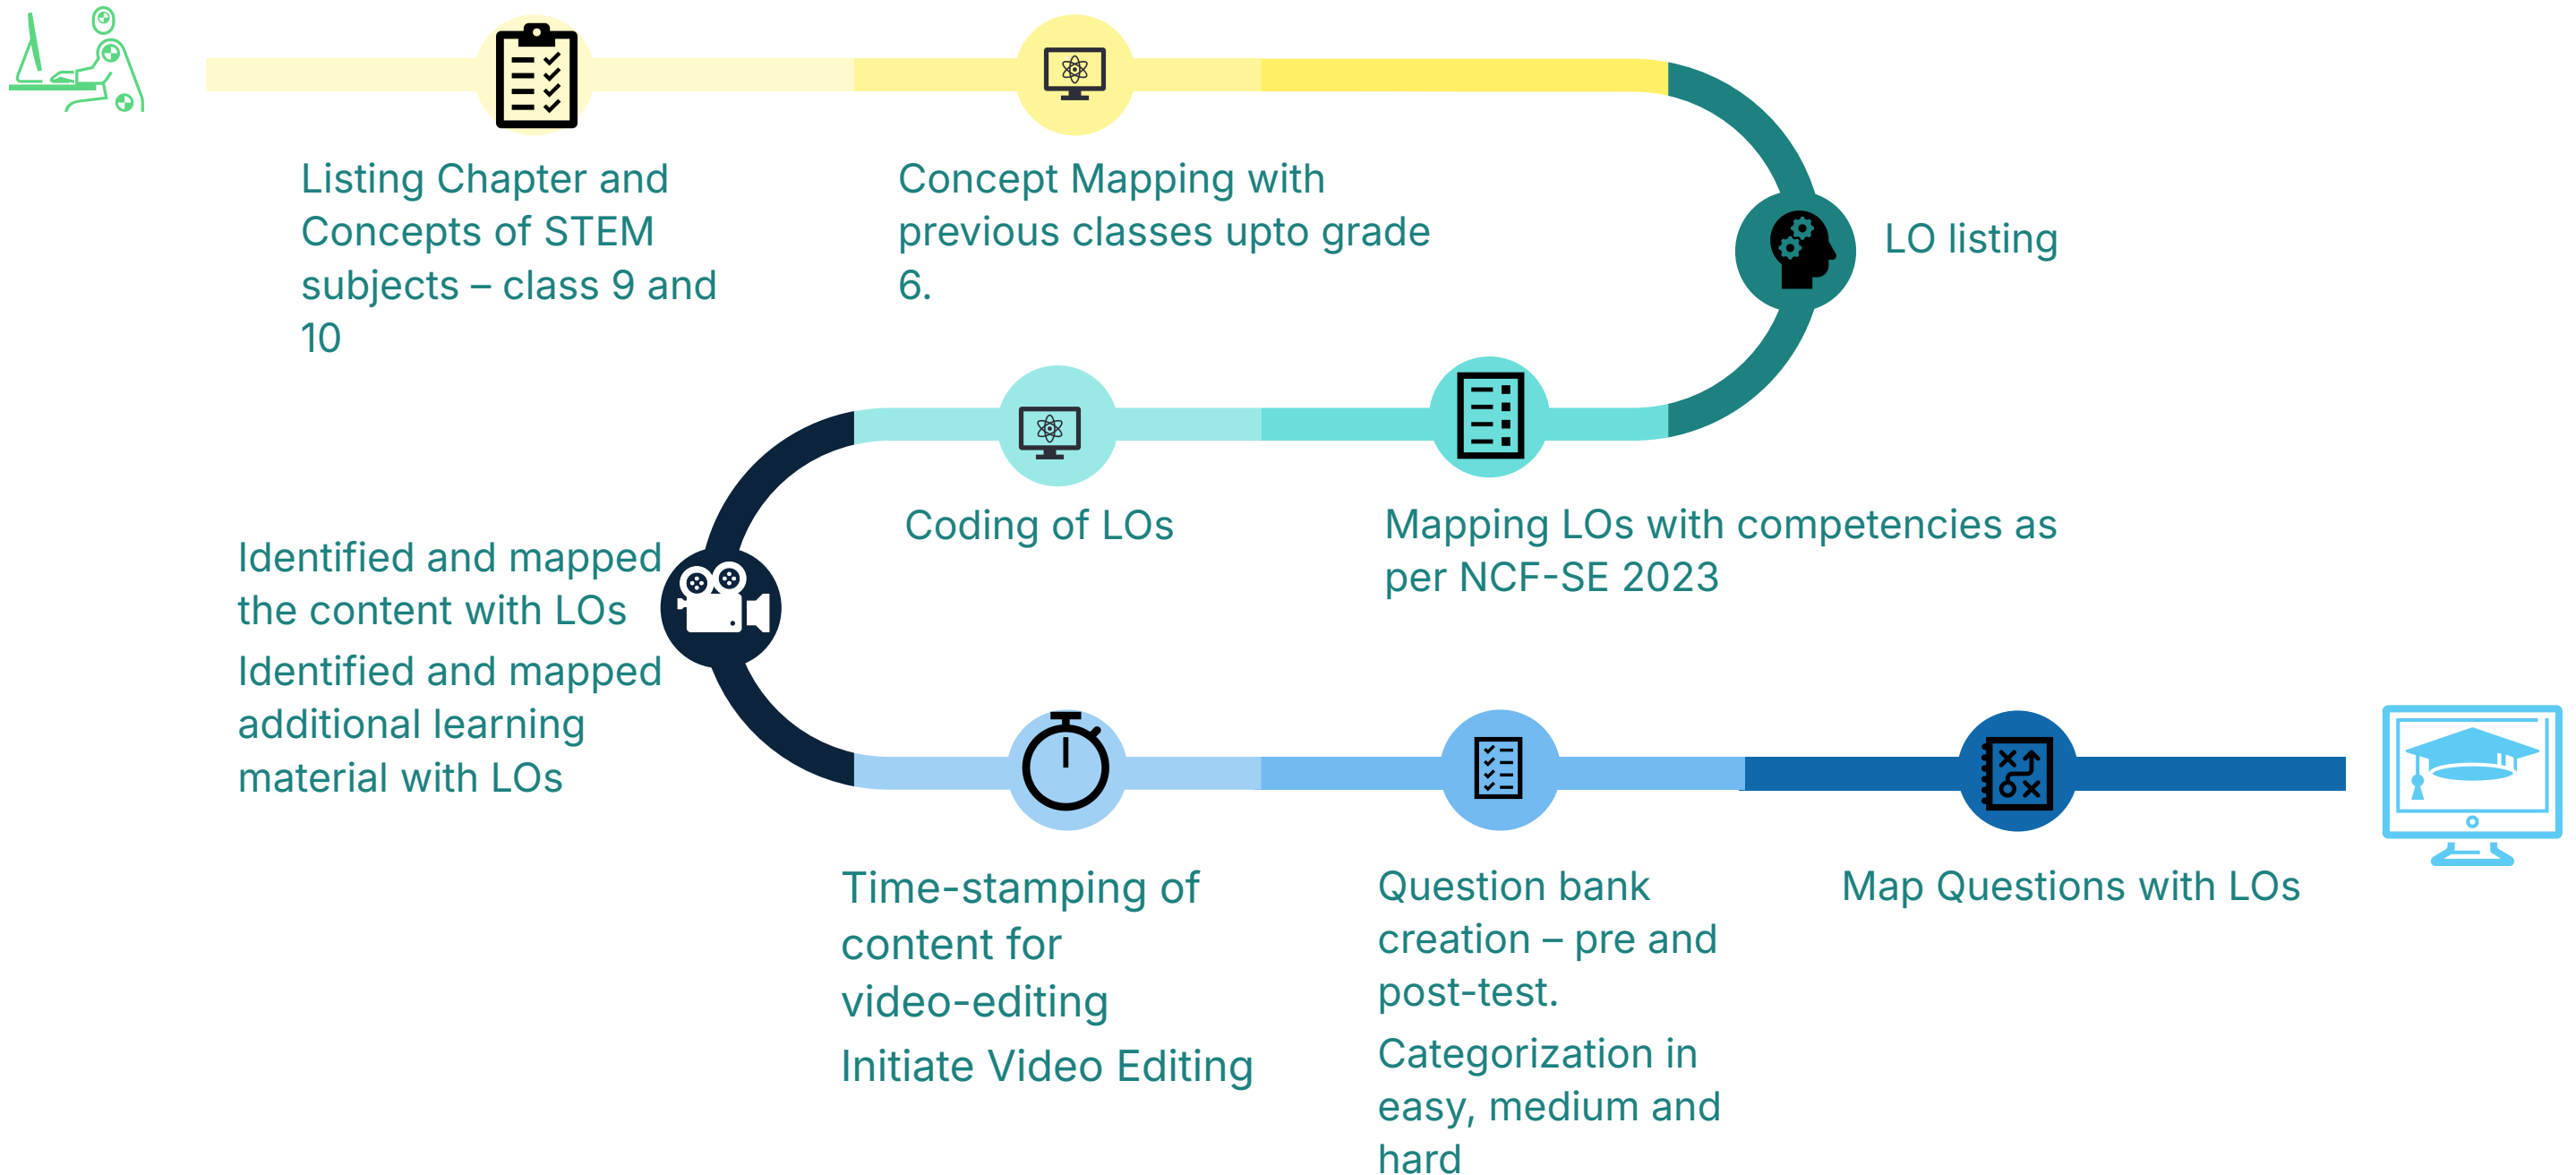 Listing Chapter and
Concepts of STEM
subjects – class 9 and
10
Concept Mapping with
previous classes upto grade
6.
LO listing
Mapping LOs with competencies as
per NCF-SE 2023
Coding of LOs
Identified and mapped
the content with LOs
Identified and mapped
additional learning
material with LOs
Time-stamping of
content for
video-editing
Initiate Video Editing
Question bank
creation – pre and
post-test.
Categorization in
easy, medium and
hard
Map Questions with LOs